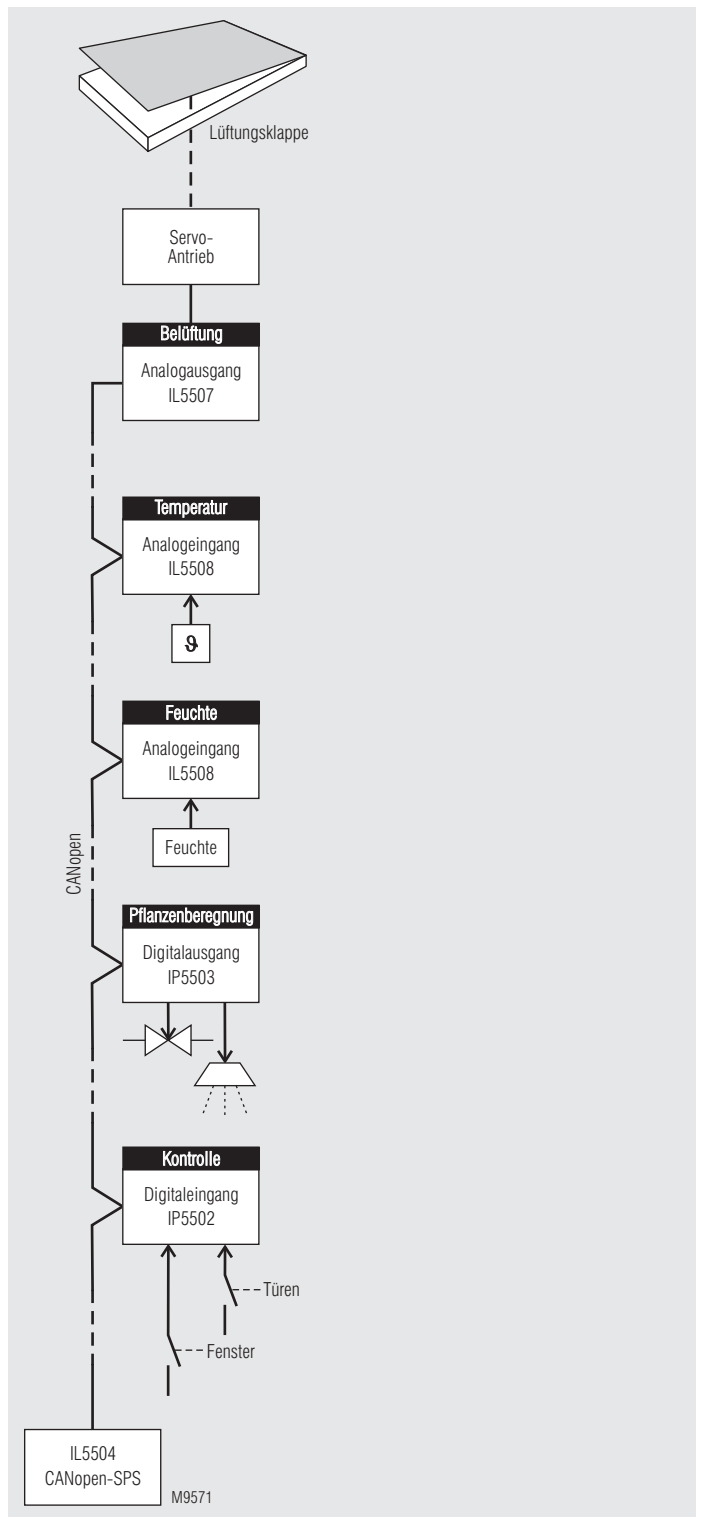 Lüftungsklappe
Servo-
Antrieb
Belüftung
Analogausgang
IL5507
Temperatur
Analogeingang
IL5508
ϑ
Feuchte
Analogeingang
IL5508
Feuchte
CANopen
Pflanzenberegnung
Digitalausgang
IP5503
Kontrolle
Digitaleingang
IP5502
Türen
Fenster
IL5504
CANopen-SPS
M9571